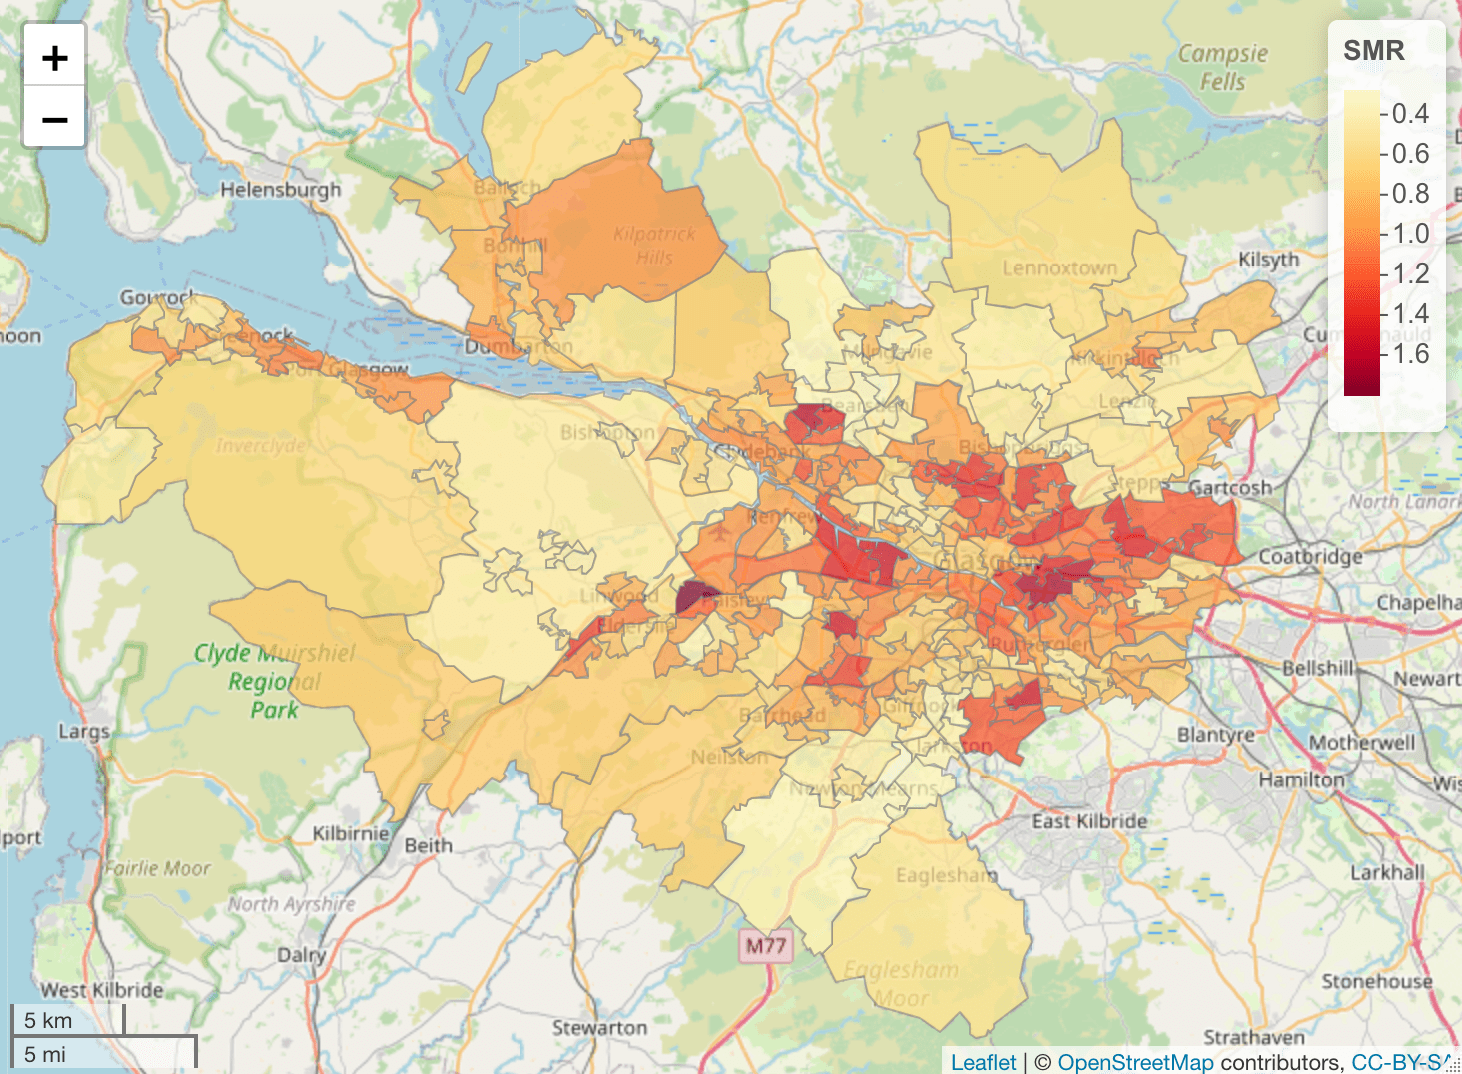 +
−
SMR
0.4
0.6
0.8
1.0
1.2
1.4
1.6
Campsie
Fells
Helensburgh
Balloch
Bonhill
Kilpatrick
Hills
Lennoxtown
Kilsyth
Gourock
noon
Greenock
Dumbarton
Port Glasgow
Milngavie
Kirkintilloch
Bearsden
Lenzie
Inverclyde
Bishopton
Clydebank
Bishopbriggs
Stepps
Gartcosh
North Lanark
Renfrew
Glasgow
Coatbridge
Linwood
Paisley
Chapelha
Elderslie
Rutherglen
Clyde Muirshiel
Regional
Park
Bellshill
Newart
Largs
Barrhead
Giffnock
Clarkston
Blantyre
Motherwell
Neilston
Newton Mearns
Hamilton
Wis
lport
Kilbirnie
Beith
East Kilbride
Fairlie Moor
Eaglesham
Larkhall
North Ayrshire
M77
Dalry
Eaglesham
Moor
West Kilbride
Stonehouse
5 km
Stewarton
Strathaven
5 mi
Leaflet | © OpenStreetMap contributors, CC-BY-SA